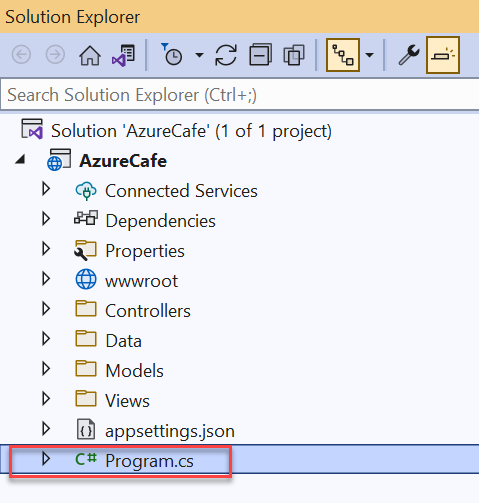 Solution Explorer
Search Solution Explorer (Ctrl+;)
Solution 'AzureCafe' (1 of 1 project)
AzureCafe
Connected Services
Dependencies
Properties
wwwroot
Controllers
Data
Models
Views
appsettings.json
C# Program.cs